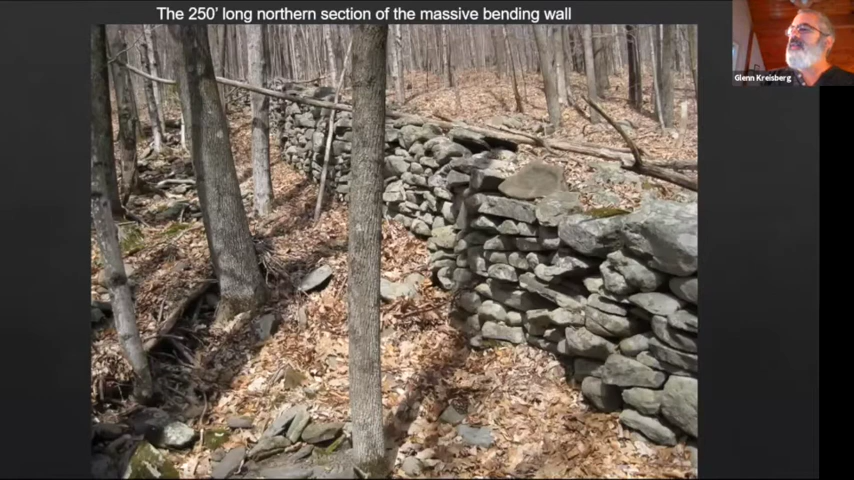 The 250' long northern section of the massive bending wall
Glenn Kreisberg